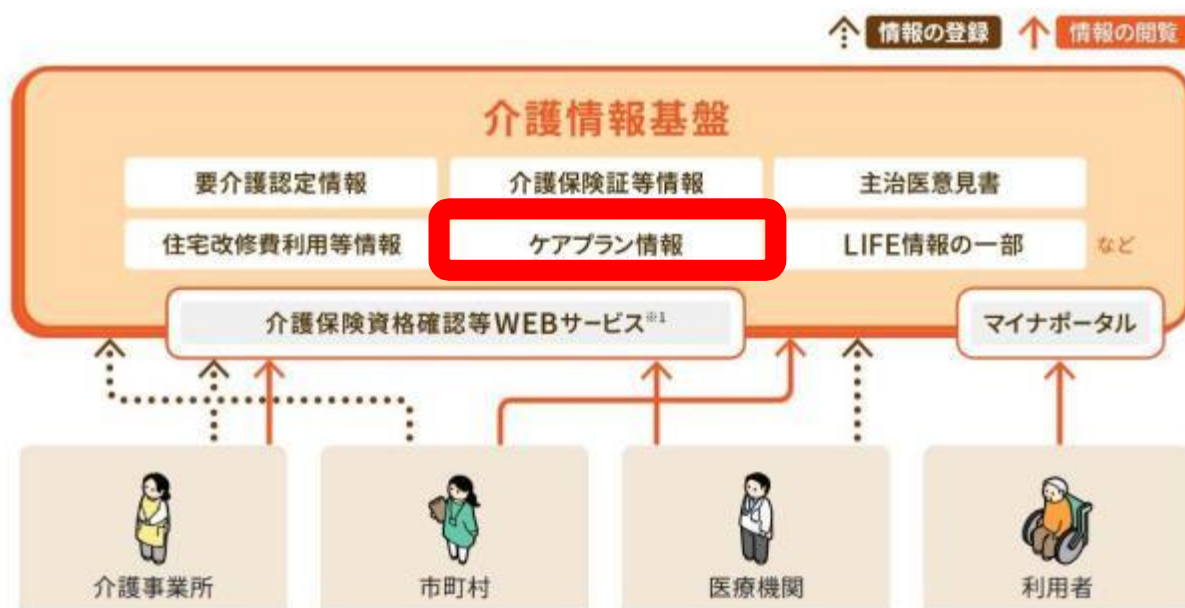 情報の登録 情報の閲覧
介護情報基盤
要介護認定情報 介護保険証等情報 主治医意見書
住宅改修費利用等情報 ケアプラン情報 LIFE情報の一部 など
介護保険資格確認等WEBサービス※1 マイナポータル
介護事業所 市町村 医療機関 利用者